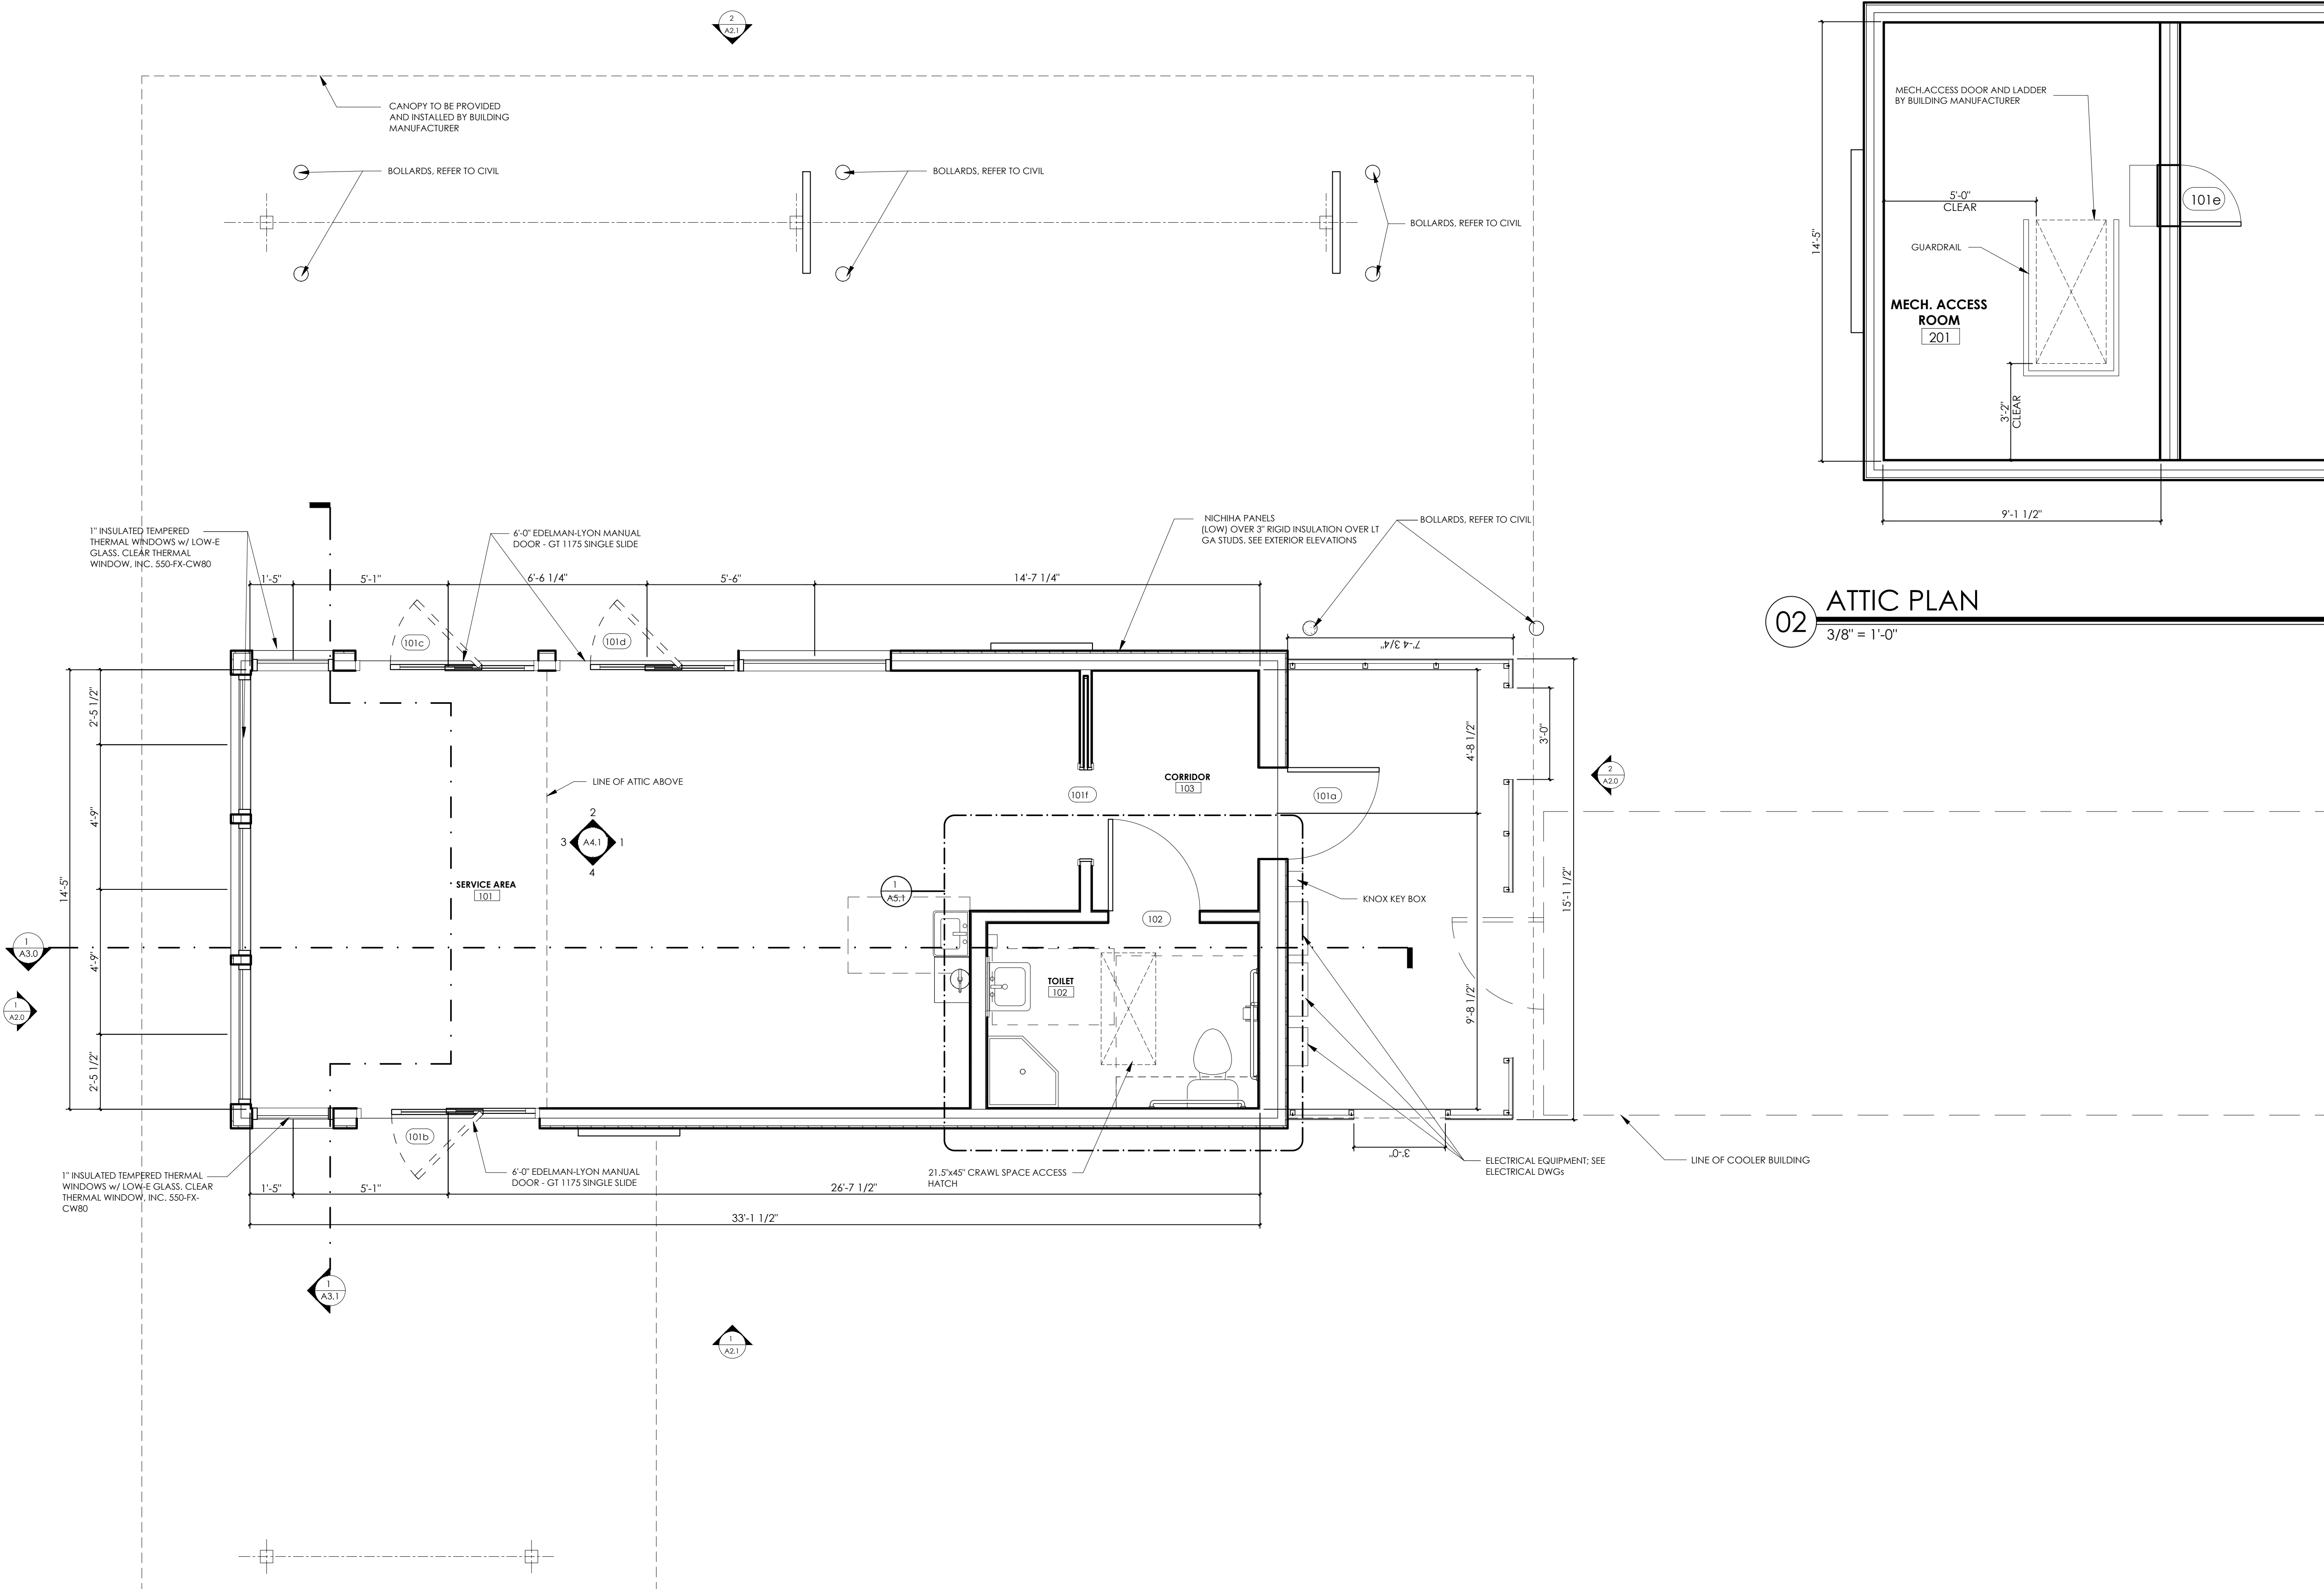 2
A2.1
CANOPY TO BE PROVIDED
AND INSTALLED BY BUILDING
MANUFACTURER
BOLLARDS, REFER TO CIVIL
BOLLARDS, REFER TO CIVIL
BOLLARDS, REFER TO CIVIL
MECH.ACCESS DOOR AND LADDER
BY BUILDING MANUFACTURER
5'-0"
CLEAR
101e
14'-5"
GUARDRAIL
MECH. ACCESS
ROOM
201
3'-2"
CLEAR
9'-1 1/2"
02
ATTIC PLAN
3/8" = 1'-0"
1" INSULATED TEMPERED
THERMAL WINDOWS w/ LOW-E
GLASS. CLEAR THERMAL
WINDOW, INC. 550-FX-CW80
6'-0" EDELMAN-LYON MANUAL
DOOR - GT 1175 SINGLE SLIDE
NICHIHA PANELS
(LOW) OVER 3" RIGID INSULATION OVER LT
GA STUDS. SEE EXTERIOR ELEVATIONS
BOLLARDS, REFER TO CIVIL
1'-5"
5'-1"
6'-6 1/4"
5'-6"
14'-7 1/4"
101c
101d
7'-4 3/4"
2'-5 1/2"
4'-9"
4'-9"
2'-5 1/2"
14'-5"
LINE OF ATTIC ABOVE
2
3
A4.1
1
4
SERVICE AREA
101
101f
CORRIDOR
103
101a
4'-8 1/2"
3'-0"
2
A2.0
15'-1 1/2"
9'-8 1/2"
1
A5.1
KNOX KEY BOX
102
TOILET
102
1
A3.0
1
A2.0
101b
3'-0"
1" INSULATED TEMPERED THERMAL
WINDOWS w/ LOW-E GLASS. CLEAR
THERMAL WINDOW, INC. 550-FX-
CW80
6'-0" EDELMAN-LYON MANUAL
DOOR - GT 1175 SINGLE SLIDE
21.5"x45" CRAWL SPACE ACCESS
HATCH
ELECTRICAL EQUIPMENT; SEE
ELECTRICAL DWGs
LINE OF COOLER BUILDING
1'-5"
5'-1"
26'-7 1/2"
33'-1 1/2"
1
A3.1
1
A2.1